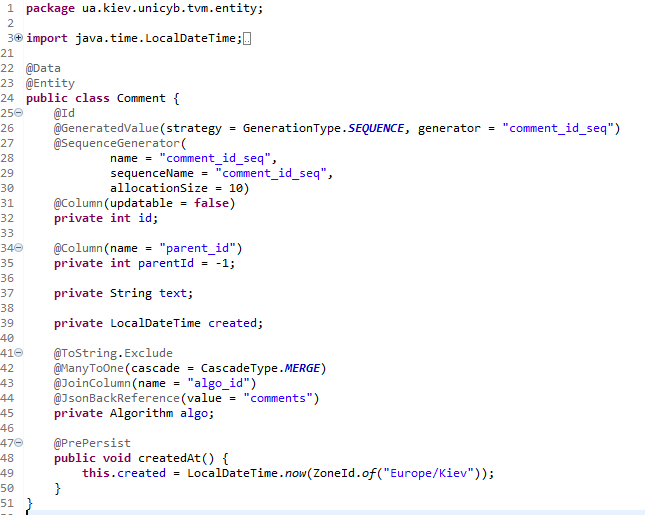 1 package ua.kiev.unicyb.tvm.entity;
2
3 import java.time.LocalDateTime;
21
22 @Data
23 @Entity
24 public class Comment {
25 @Id
26 @GeneratedValue(strategy = GenerationType.SEQUENCE, generator = "comment_id_seq")
27 @SequenceGenerator(
28 name = "comment_id_seq",
29 sequenceName = "comment_id_seq",
30 allocationSize = 10)
31 @Column(updatable = false)
32 private int id;
33
34 @Column(name = "parent_id")
35 private int parentId = -1;
36
37 private String text;
38
39 private LocalDateTime created;
40
41 @ToString.Exclude
42 @ManyToOne(cascade = CascadeType.MERGE)
43 @JoinColumn(name = "algo_id")
44 @JsonBackReference(value = "comments")
45 private Algorithm algo;
46
47 @PrePersist
48 public void createdAt() {
49 this.created = LocalDateTime.now(ZoneId.of("Europe/Kiev"));
50 }
51 }